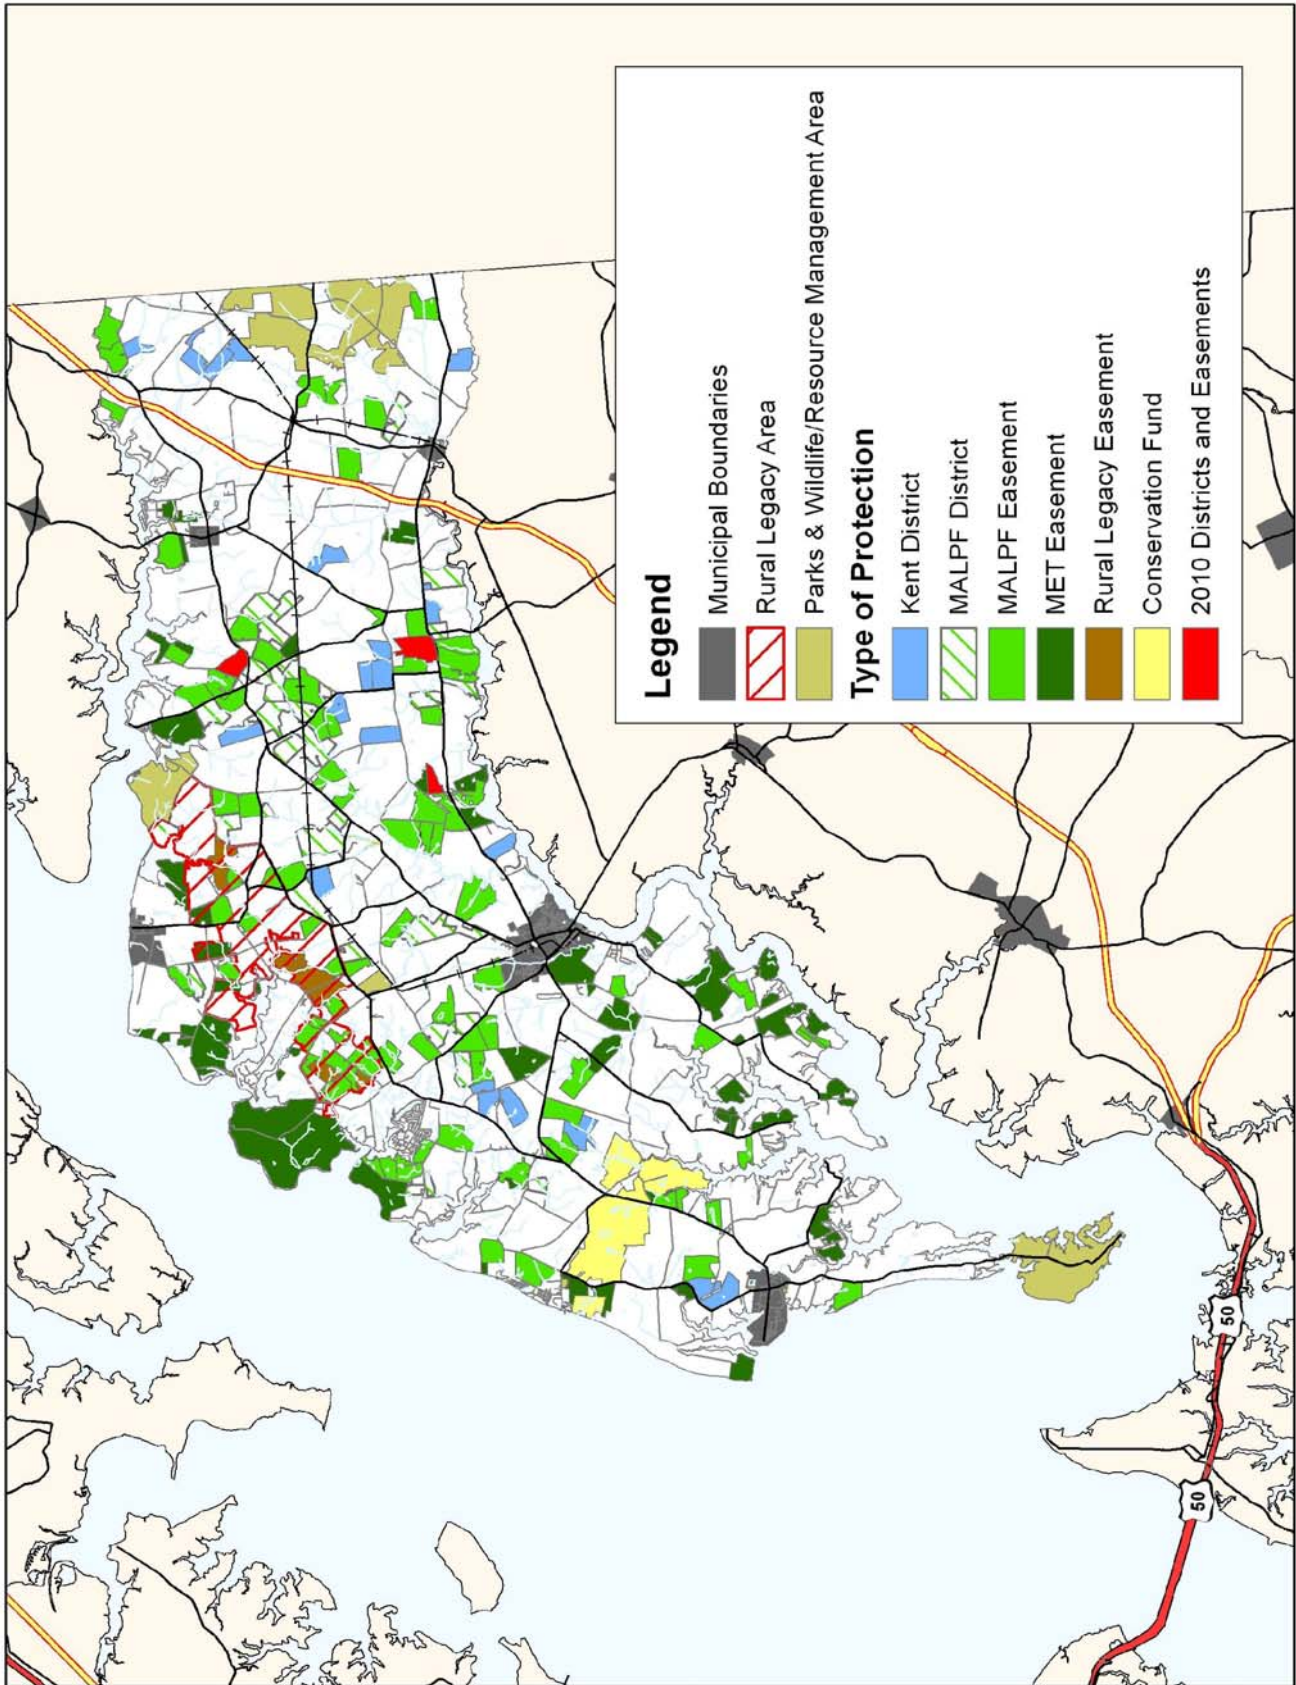 Legend
Municipal Boundaries
Rural Legacy Area
Parks & Wildlife/Resource Management Area
Type of Protection
Kent District
MALPF District
MALPF Easement
MET Easement
Rural Legacy Easement
Conservation Fund
2010 Districts and Easements
50
50